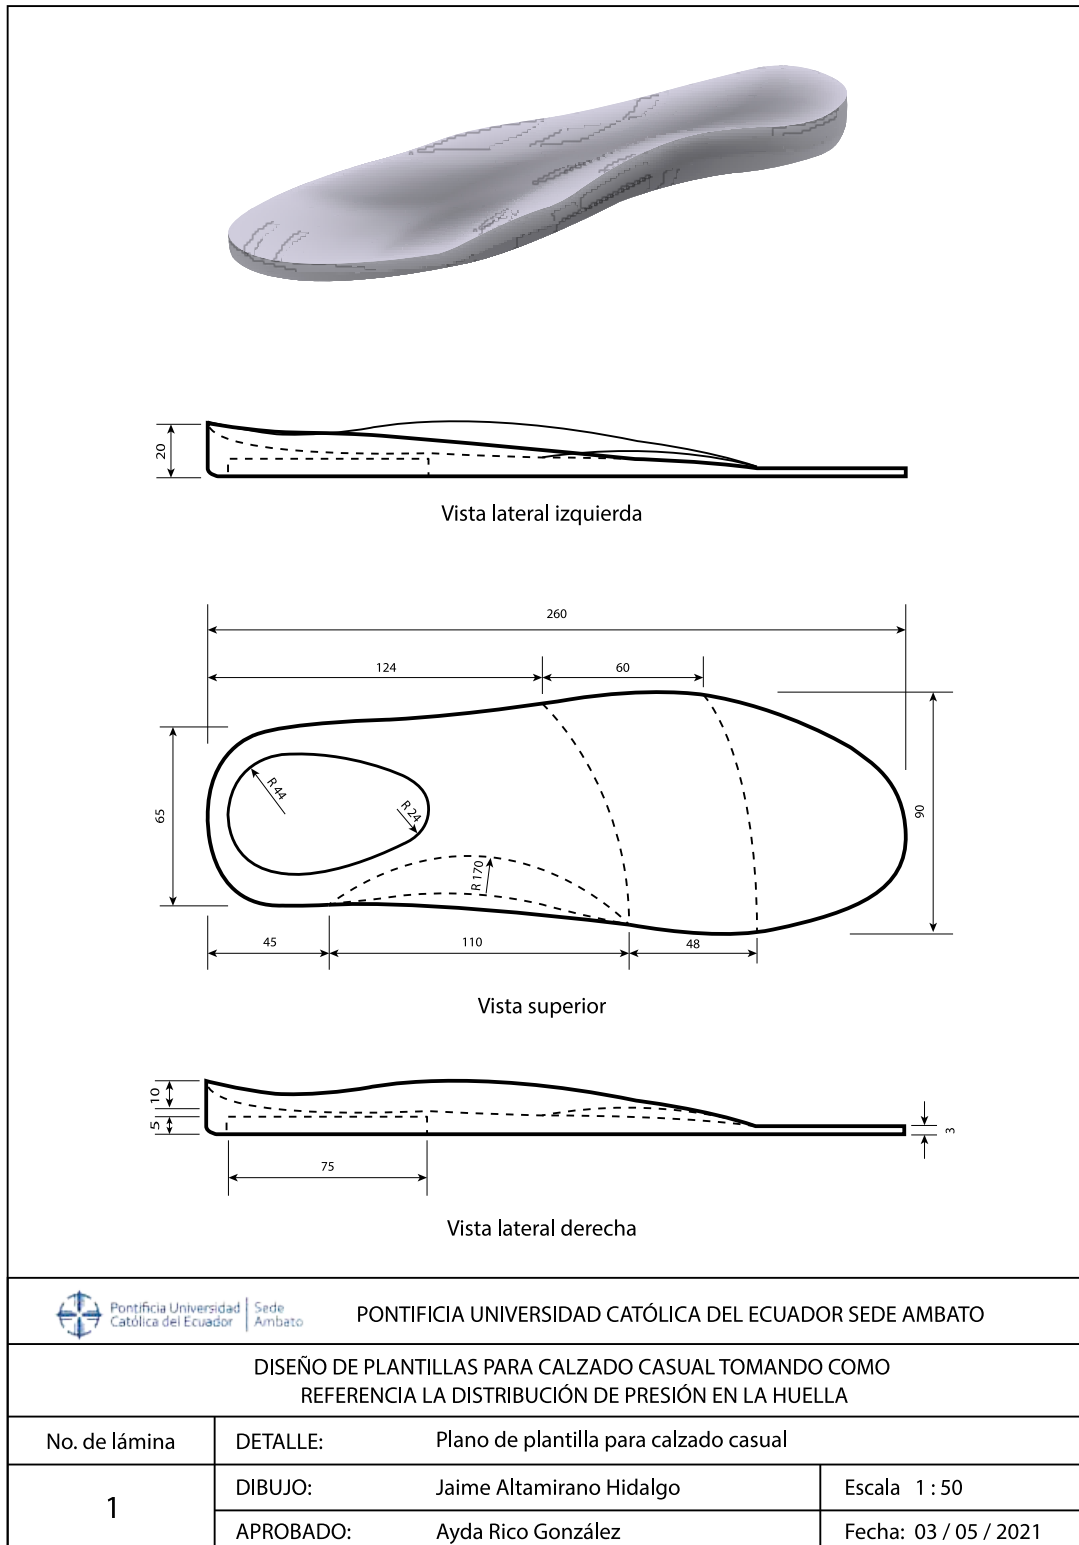 20
Vista lateral izquierda
260
124
60
65
R 44
R 24
R 170
90
45
110
48
Vista superior
10
5
3
75
Vista lateral derecha
Pontificia Universidad
Católica del Ecuador
Sede
Ambato
PONTIFICIA UNIVERSIDAD CATÓLICA DEL ECUADOR SEDE AMBATO
DISEÑO DE PLANTILLAS PARA CALZADO CASUAL TOMANDO COMO
REFERENCIA LA DISTRIBUCIÓN DE PRESIÓN EN LA HUELLA
No. de lámina
DETALLE: Plano de plantilla para calzado casual
1
DIBUJO: Jaime Altamirano Hidalgo Escala 1 : 50
APROBADO: Ayda Rico González Fecha: 03 / 05 / 2021